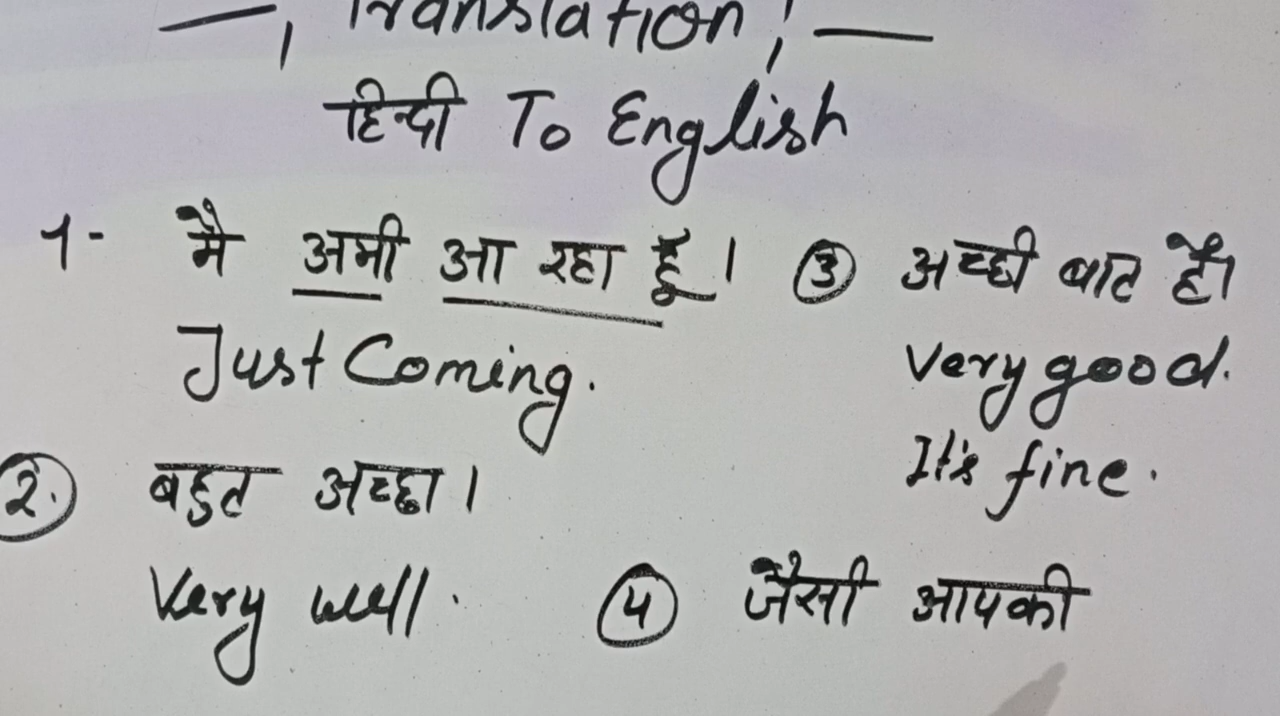 —, Translation ; —
हिन्दी To English
1- मै अभी आ रहा हूँ।
Just Coming.
2. बहुत अच्छा।
Very well.
3 अच्छी बात है।
Very good.
It's fine.
4 जैसी आपकी